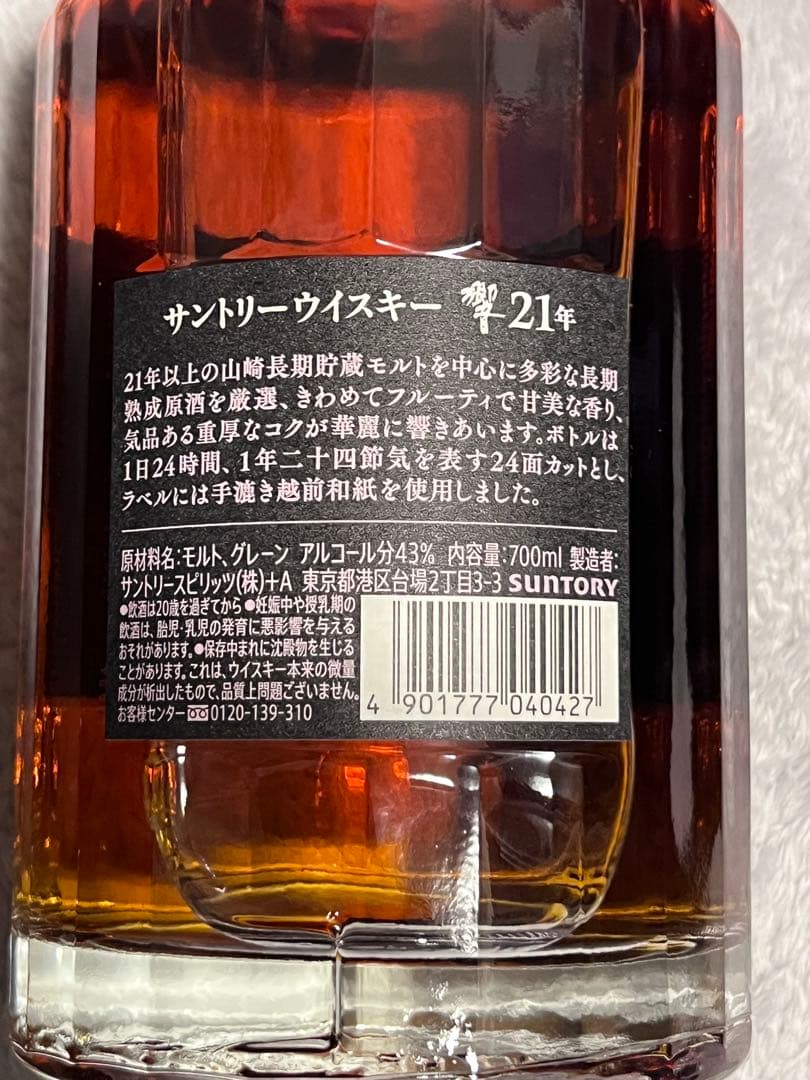 サントリーウイスキー 響 21年
21年以上の山崎長期貯蔵モルトを中心に多彩な長期
熟成原酒を厳選、きわめてフルーティで甘美な香り、
気品ある重厚なコクが華麗に響きあいます。ボトルは
1日24時間、1年二十四節気を表す24面カットとし、
ラベルには手漉き越前和紙を使用しました。
原材料名:モルト、グレーン アルコール分43% 内容量:700ml 製造者:
サントリースピリッツ(株)+A 東京都港区台場2丁目3-3 SUNTORY
●飲酒は20歳を過ぎてから ●妊娠中や授乳期の
飲酒は、胎児・乳児の発育に悪影響を与える
おそれがあります。●保存中まれに沈殿物を生じる
ことがあります。これは、ウイスキー本来の微量
成分が析出したもので、品質上問題ございません。
お客様センター 0120-139-310
4 901777 040427